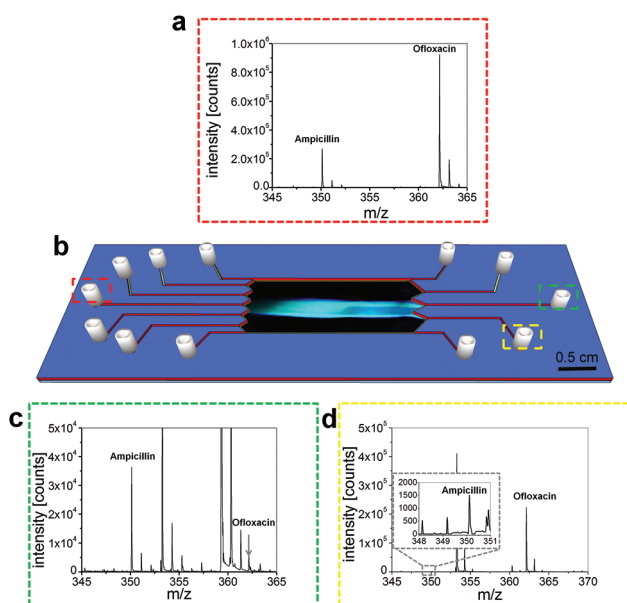 a
1.0x10⁶
8.0x10⁵
6.0x10⁵
4.0x10⁵
2.0x10⁵
0.0
intensity [counts]
Ofloxacin
Ampicillin
345 350 355 360 365
m/z
b
0.5 cm
c
5x10⁴
4x10⁴
3x10⁴
2x10⁴
1x10⁴
0
intensity [counts]
Ampicillin
Ofloxacin
345 350 355 360 365
m/z
d
5x10⁵
4x10⁵
3x10⁵
2x10⁵
1x10⁵
0
intensity [counts]
2000
1500
1000
500
0
Ampicillin
348 349 350 351
Ofloxacin
345 350 355 360 365 370
m/z